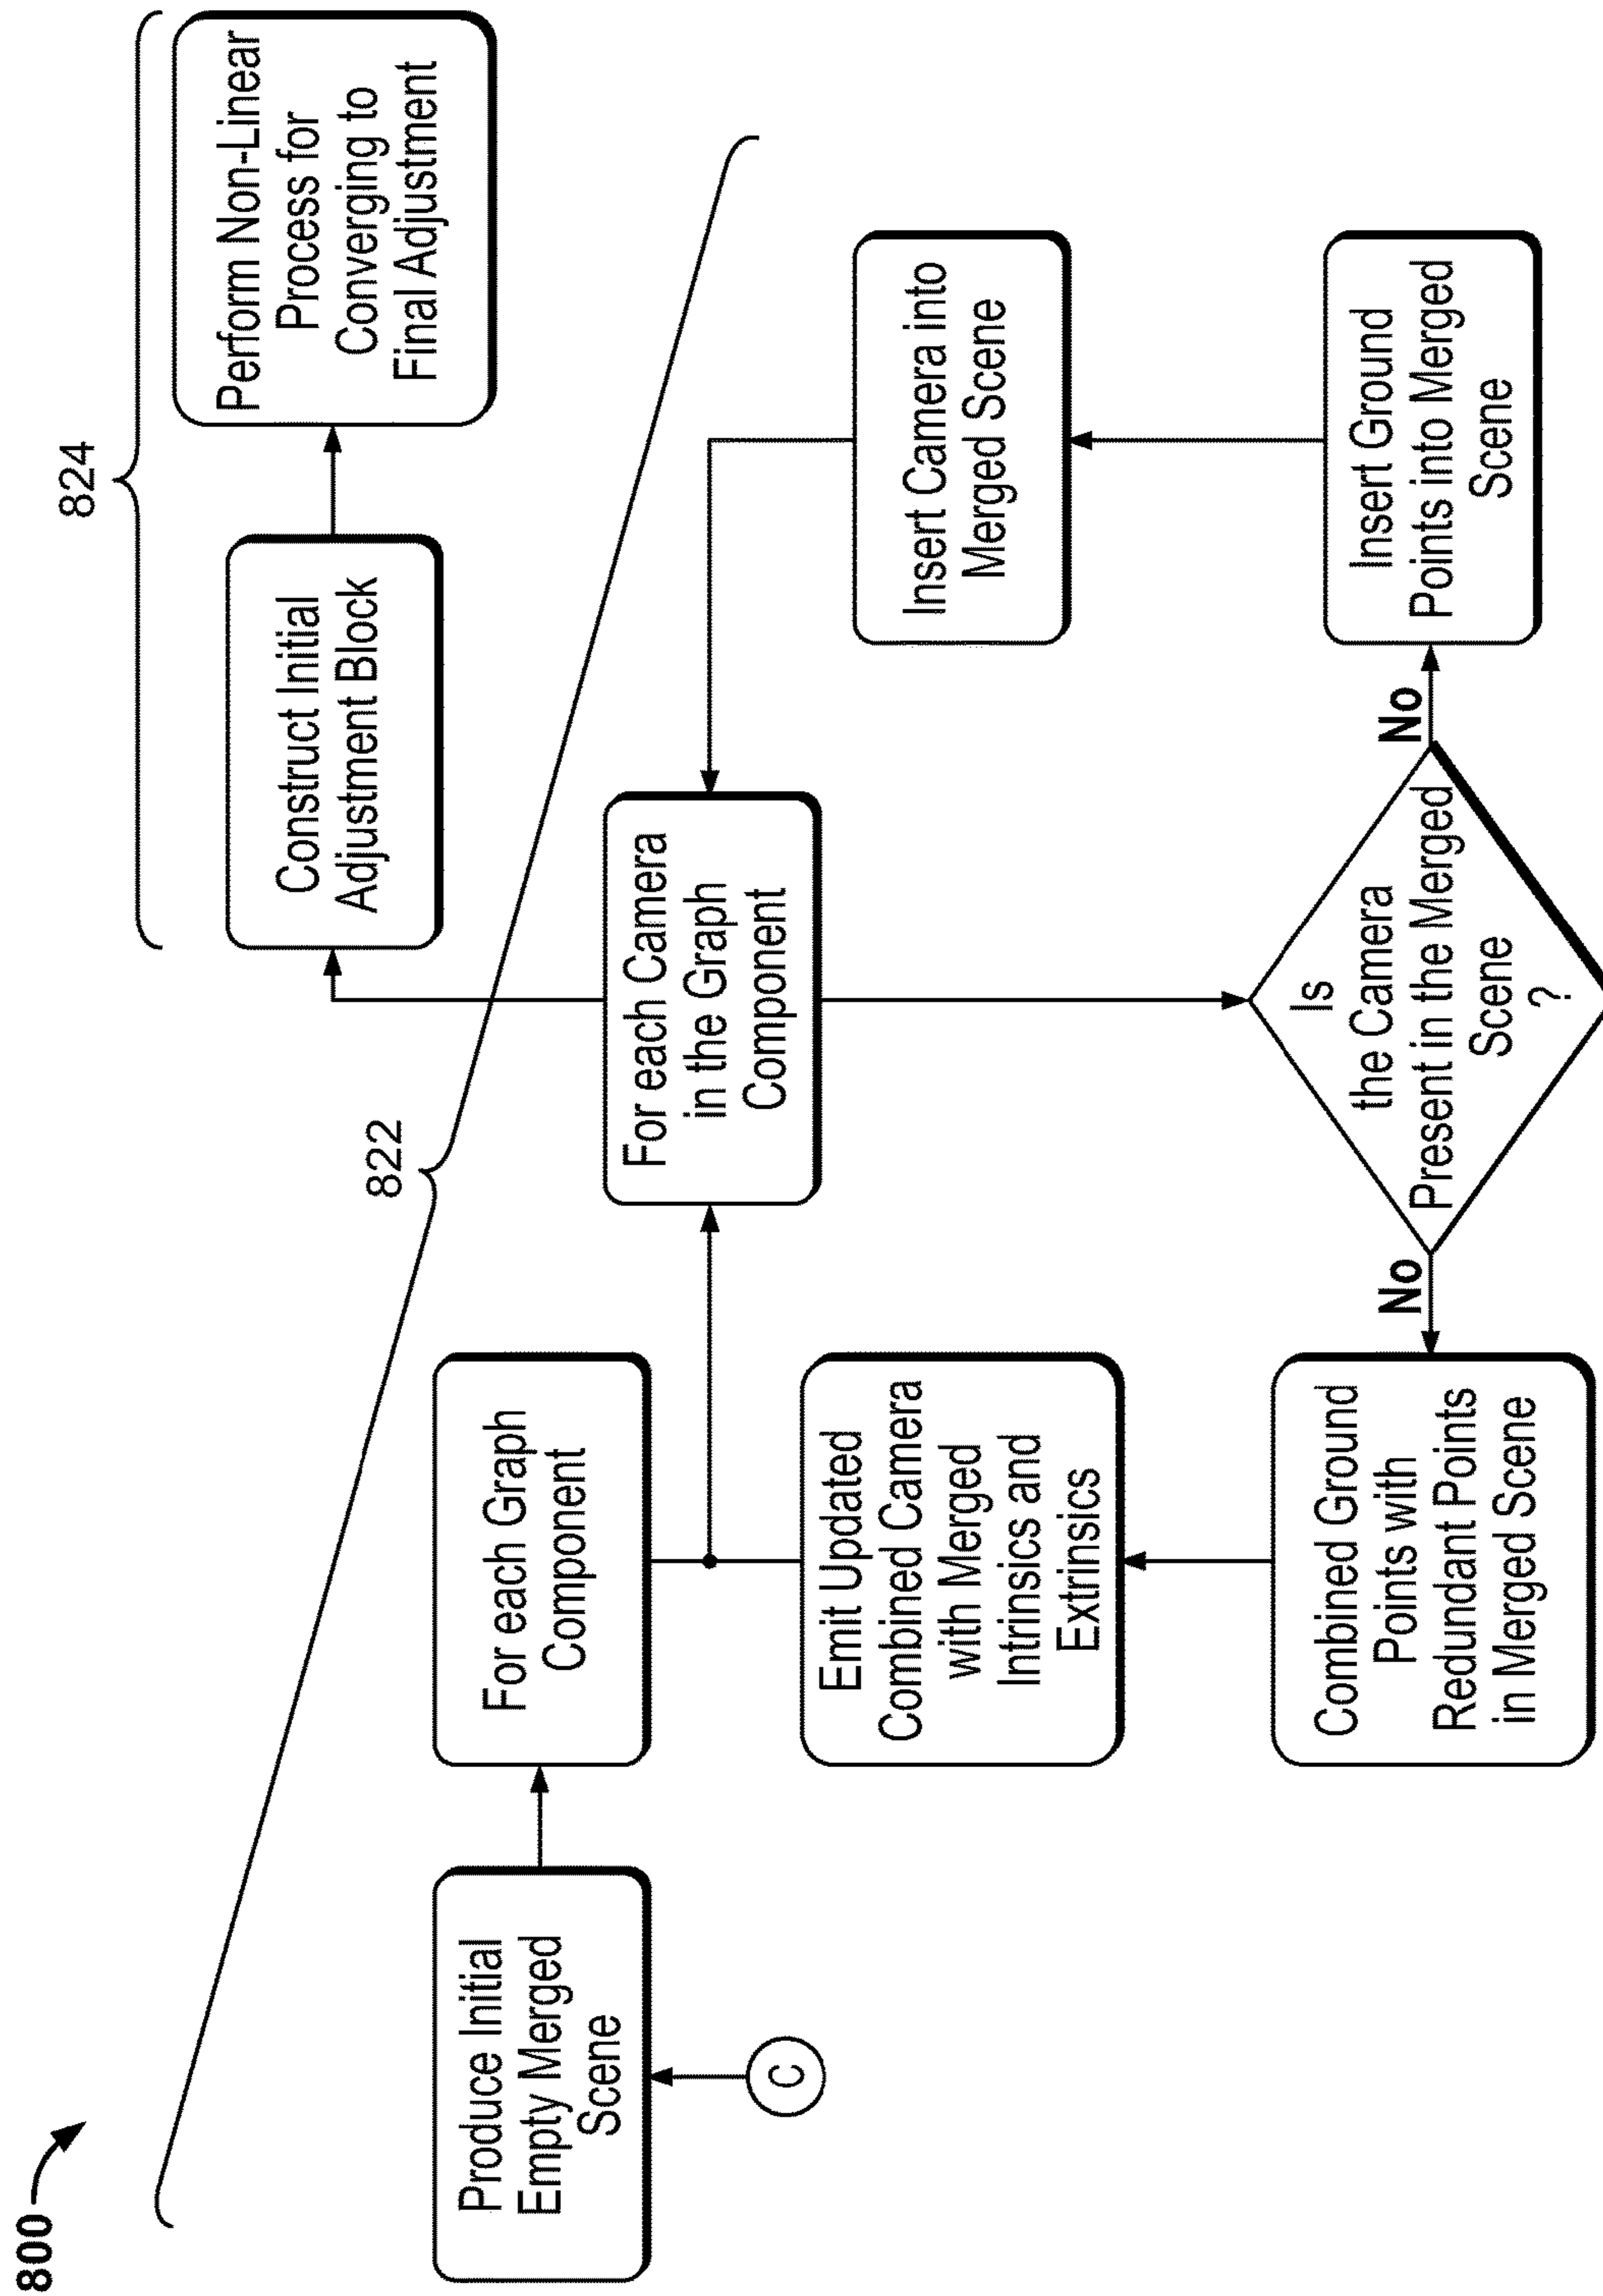 800
824
822
Produce Initial
Empty Merged
Scene
C
For each Graph
Component
For each Camera
in the Graph
Component
Construct Initial
Adjustment Block
Perform Non-Linear
Process for
Converging to
Final Adjustment
Emit Updated
Combined Camera
with Merged
Intrinsics and
Extrinsics
Insert Camera into
Merged Scene
Combined Ground
Points with
Redundant Points
in Merged Scene
No
Is
the Camera
Present in the Merged
Scene
?
No
Insert Ground
Points into Merged
Scene